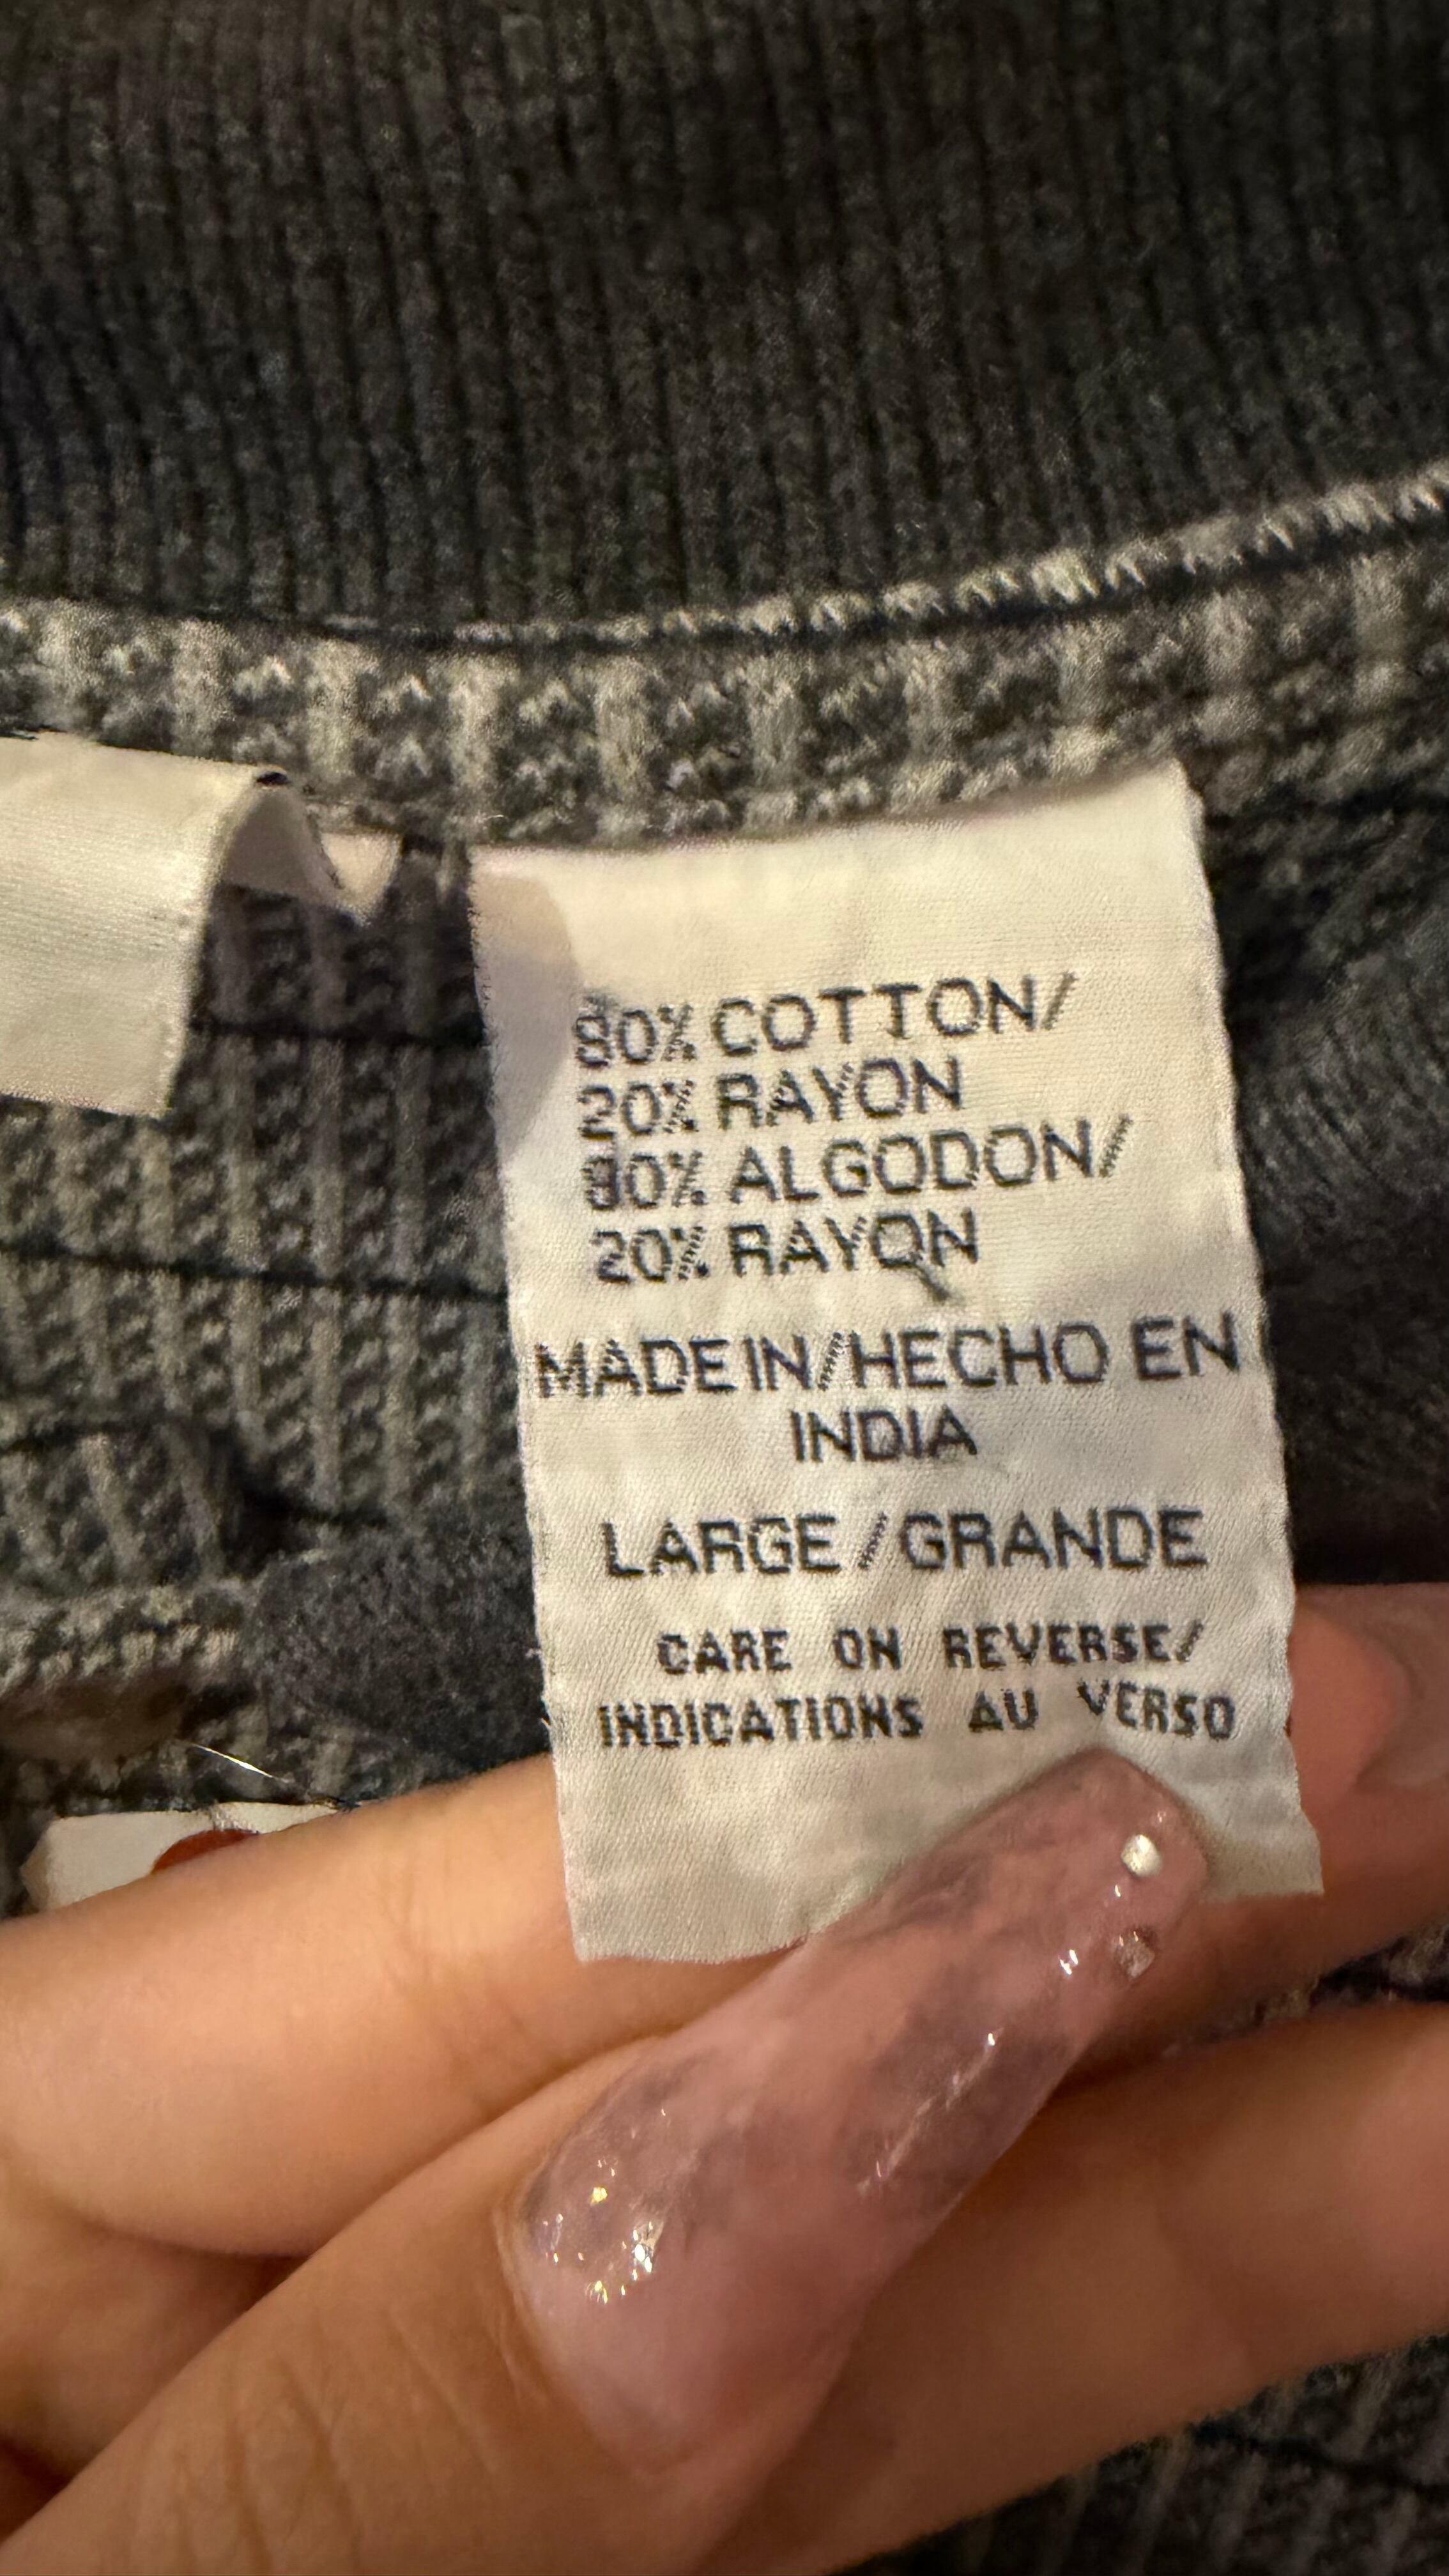 80% COTTON/
20% RAYON
80% ALGODON/
20% RAYON
MADE IN/HECHO EN
INDIA
LARGE/GRANDE
CARE ON REVERSE/
INDICATIONS AU VERSO